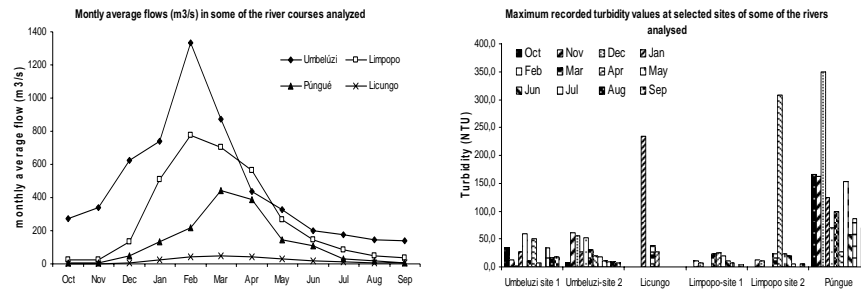 Montly average flows (m3/s) in some of the river courses analyzed
monthly average flow (m3/s)
1400
1200
1000
800
600
400
200
0
Umbelúzi
Limpopo
Púngué
Licungo
Oct Nov Dec Jan Feb Mar Apr May Jun Jul Aug Sep
Maximum recorded turbidity values at selected sites of some of the rivers
analysed
Turbidity (NTU)
400,0
350,0
300,0
250,0
200,0
150,0
100,0
50,0
0,0
Oct Nov Dec Jan
Feb Mar Apr May
Jun Jul Aug Sep
Umbeluzi site 1 Umbeluzi-site 2 Licungo Limpopo-site 1 Limpopo site 2 Púngue